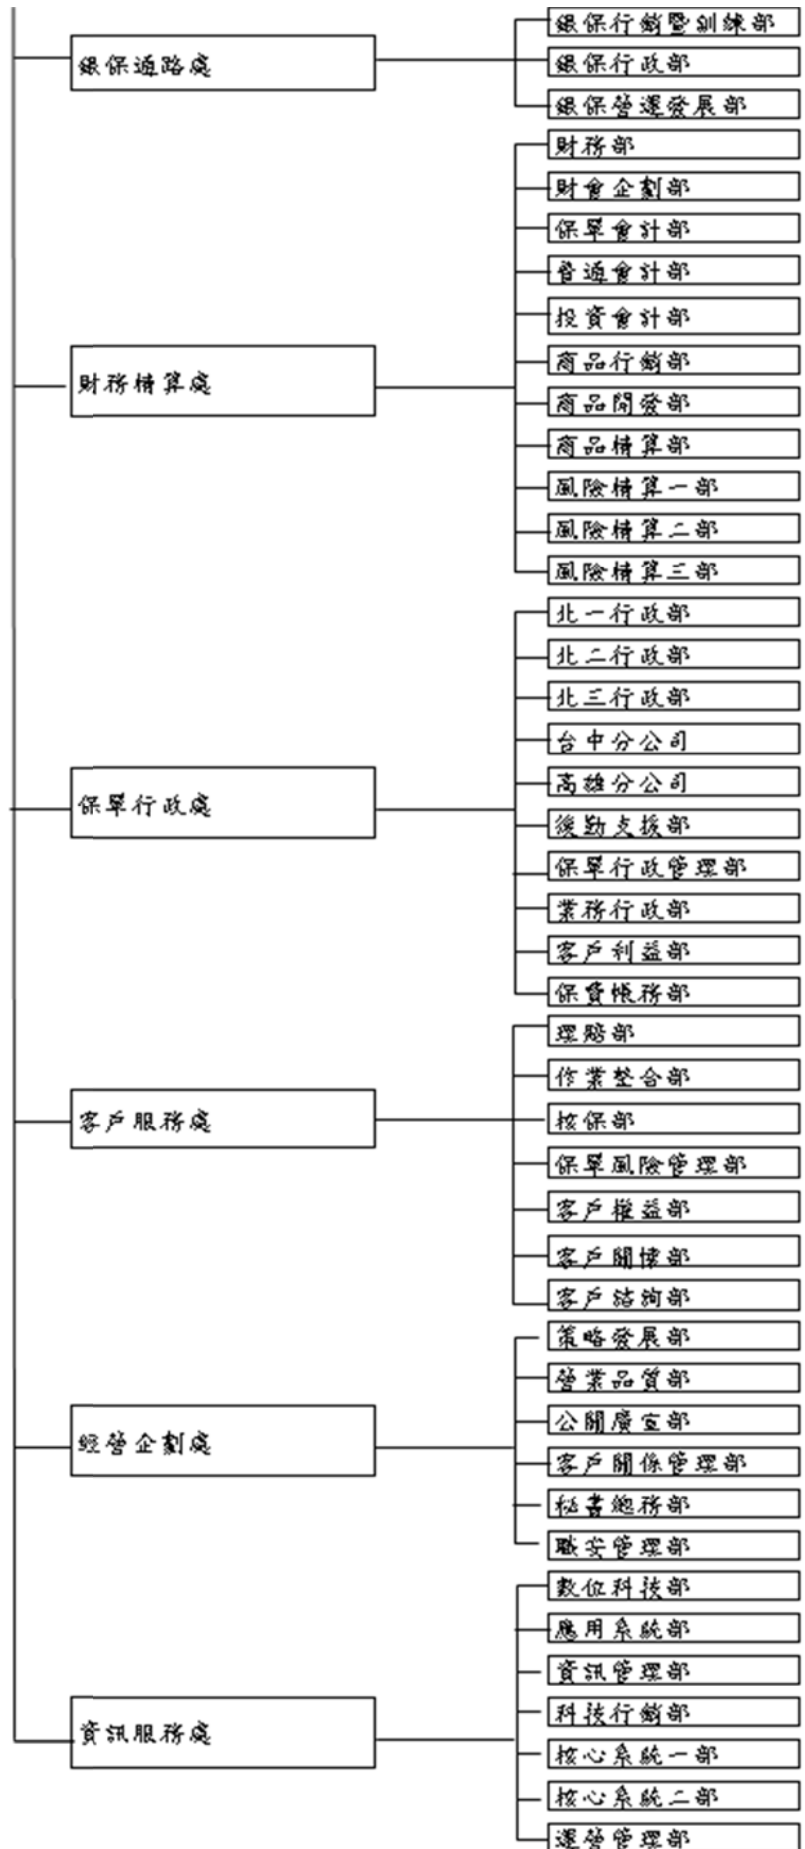 銀保通路處
銀保行銷暨訓練部
銀保行政部
銀保營運發展部
財務精算處
財務部
財會企劃部
保單會計部
普通會計部
投資會計部
商品行銷部
商品開發部
商品精算部
風險精算一部
風險精算二部
風險精算三部
保單行政處
北一行政部
北二行政部
北三行政部
台中分公司
高雄分公司
後勤支援部
保單行政管理部
業務行政部
客戶利益部
保費帳務部
客戶服務處
理賠部
作業整合部
核保部
保單風險管理部
客戶權益部
客戶關懷部
客戶諮詢部
經營企劃處
策略發展部
營業品質部
公關廣宣部
客戶關係管理部
秘書總務部
職安管理部
資訊服務處
數位科技部
應用系統部
資訊管理部
科技行銷部
核心系統一部
核心系統二部
運營管理部